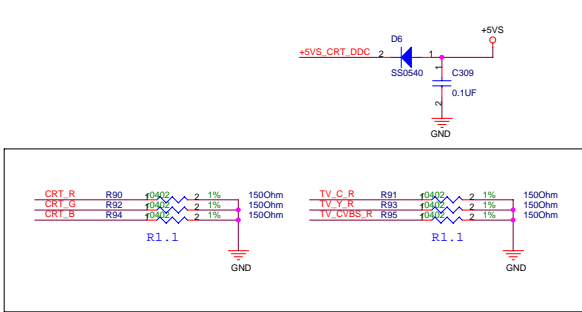 +5VS
D6
+5VS_CRT_DDC 2 1
SS0540 1 C309
0.1UF
2
GND
CRT_R R90 1 0402 2 1% 150Ohm TV_C_R R91 1 0402 2 1% 150Ohm
CRT_G R92 1 0402 2 1% 150Ohm TV_Y_R R93 1 0402 2 1% 150Ohm
CRT_B R94 1 0402 2 1% 150Ohm TV_CVBS_R R95 1 0402 2 1% 150Ohm
R1.1 R1.1
GND GND